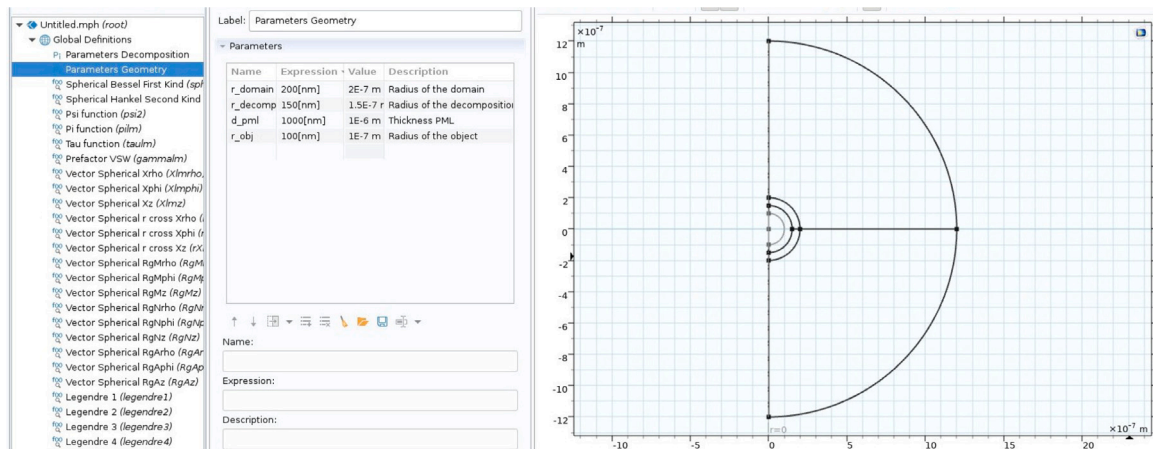 Untitled.mph (root)
Global Definitions
Pi Parameters Decomposition
Parameters Geometry
Spherical Bessel First Kind (sph
Spherical Hankel Second Kind
Psi function (psi2)
Pi function (pilm)
Tau function (taulm)
Prefactor VSW (gammalm)
Vector Spherical Xrho (Xlmrho,
Vector Spherical Xphi (Xlmphi)
Vector Spherical Xz (Xlmz)
Vector Spherical r cross Xrho (
Vector Spherical r cross Xphi (r
Vector Spherical r cross Xz (rX
Vector Spherical RgMrho (RgM
Vector Spherical RgMphi (RgM
Vector Spherical RgMz (RgMz)
Vector Spherical RgNrho (RgNr
Vector Spherical RgNphi (RgNp
Vector Spherical RgNz (RgNz)
Vector Spherical RgArho (RgAr
Vector Spherical RgAphi (RgAp
Vector Spherical RgAz (RgAz)
Legendre 1 (legendre1)
Legendre 2 (legendre2)
Legendre 3 (legendre3)
Legendre 4 (legendre4)
Label: Parameters Geometry
Parameters
Name Expression Value Description
r_domain 200[nm] 2E-7 m Radius of the domain
r_decomp 150[nm] 1.5E-7 r Radius of the decomposition
d_pml 1000[nm] 1E-6 m Thickness PML
r_obj 100[nm] 1E-7 m Radius of the object
Name:
Expression:
Description:
×10⁻⁷
m
12
10
8
6
4
2
0
-2
-4
-6
-8
-10
-12
r=0
×10⁻⁷ m
-10 -5 0 5 10 15 20